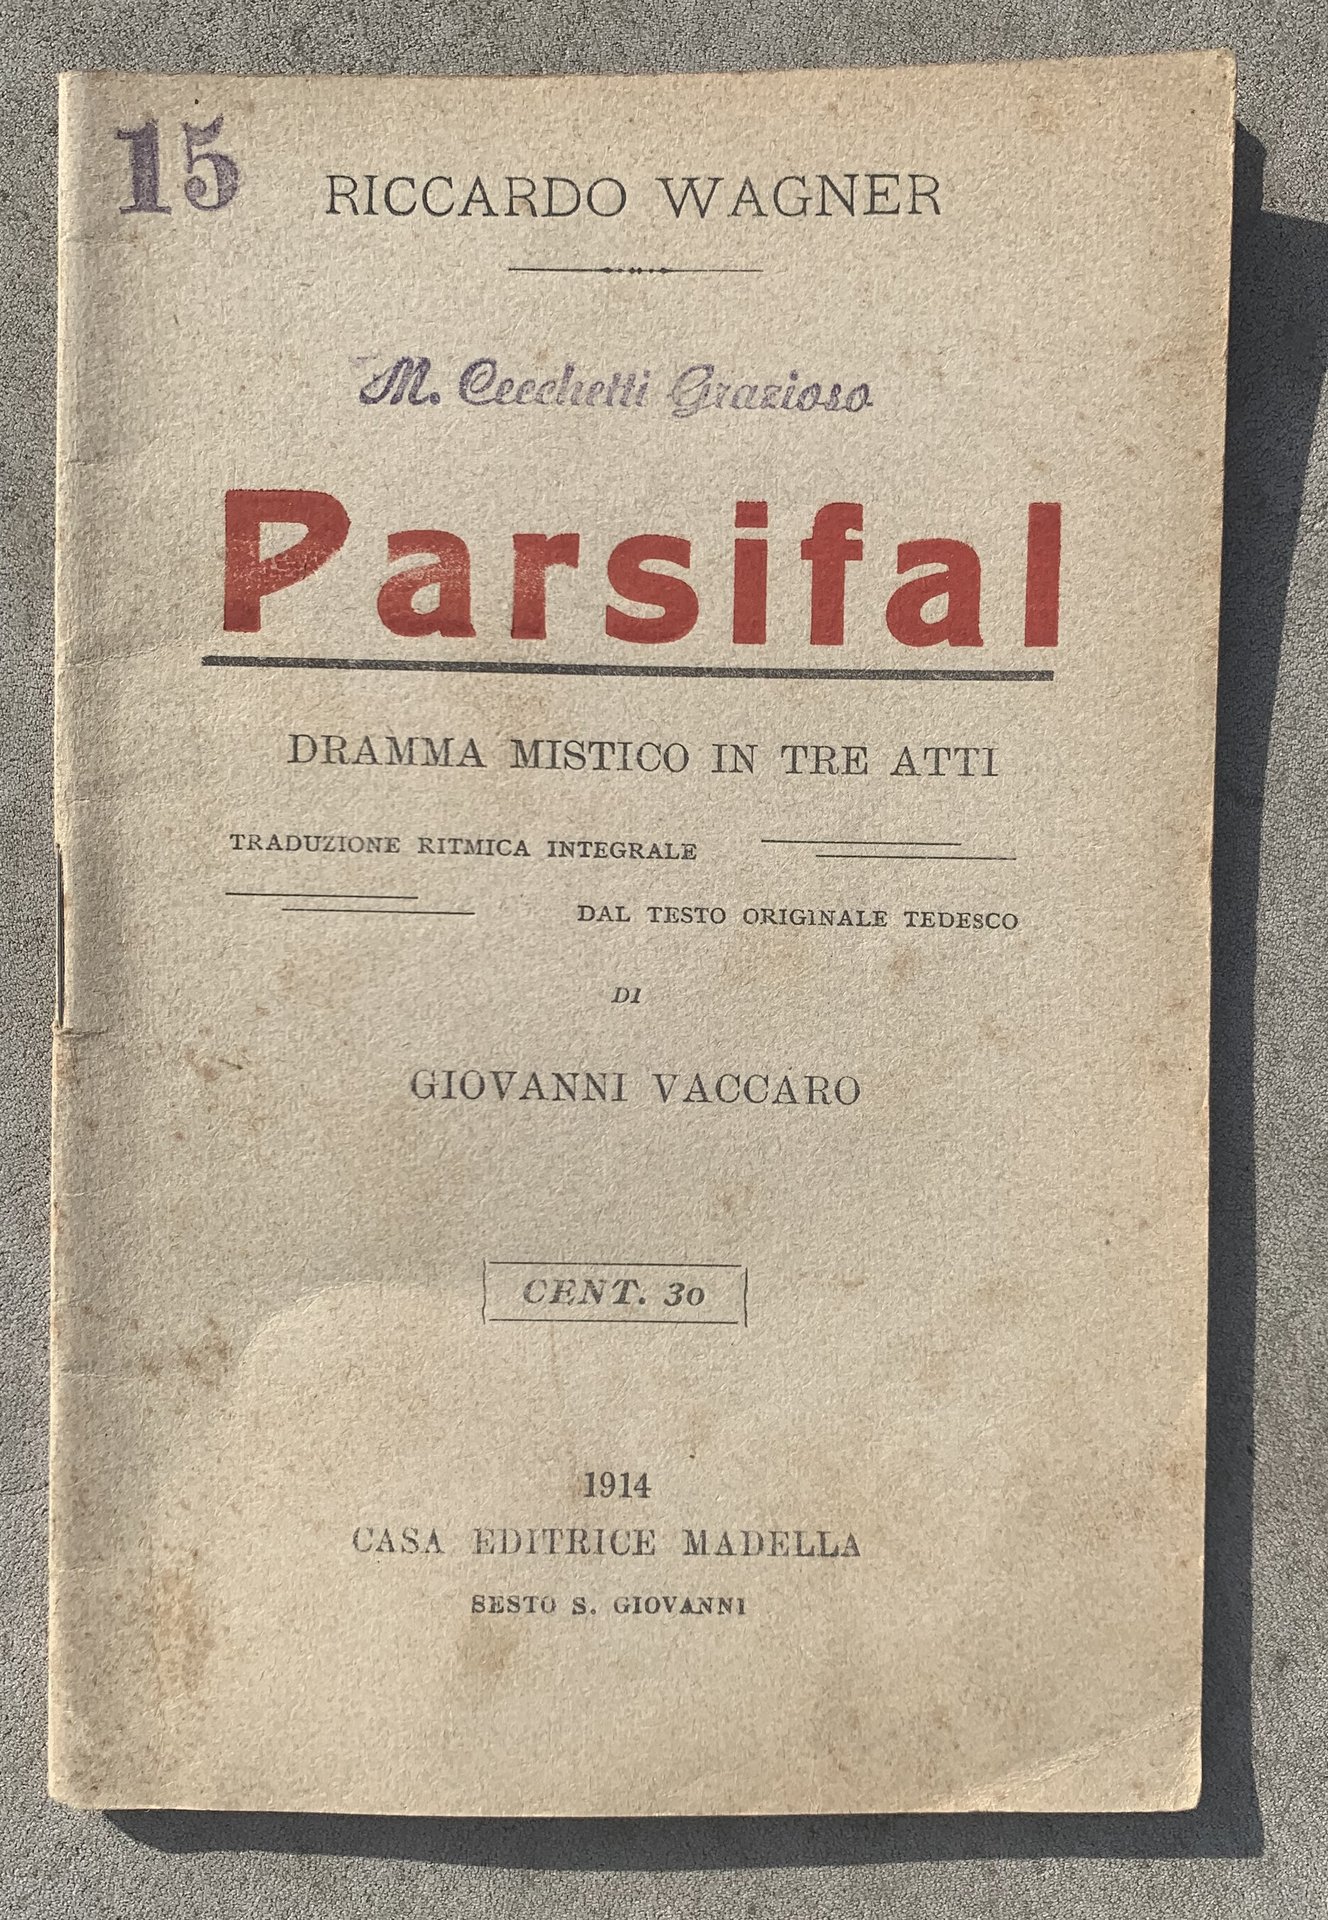 15
RICCARDO WAGNER
M. Cecchetti Grazioso
Parsifal
DRAMMA MISTICO IN TRE ATTI
TRADUZIONE RITMICA INTEGRALE
DAL TESTO ORIGINALE TEDESCO
DI
GIOVANNI VACCARO
CENT. 30
1914
CASA EDITRICE MADELLA
SESTO S. GIOVANNI